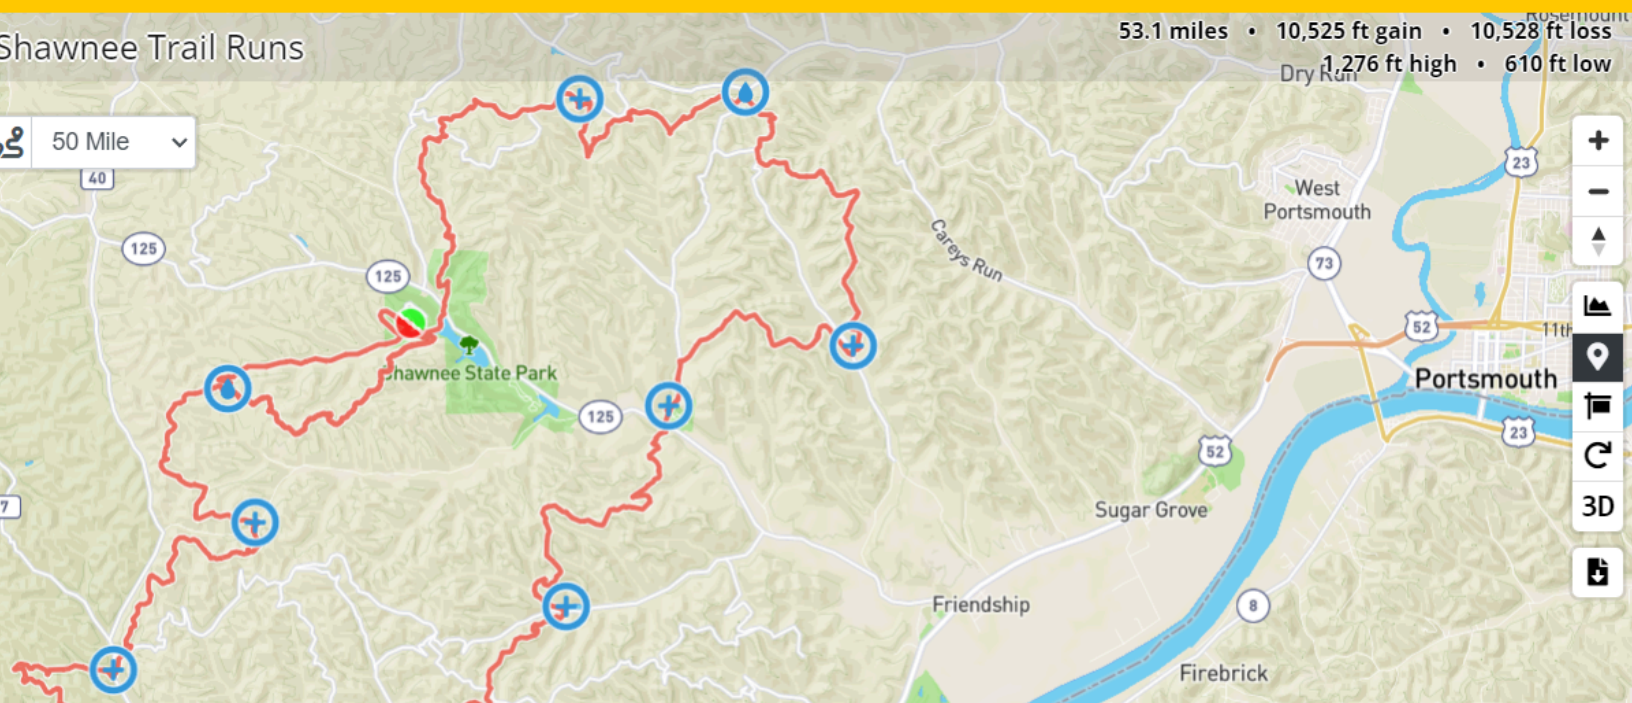 Shawnee Trail Runs
53.1 miles • 10,525 ft gain • 10,528 ft loss
1,276 ft high • 610 ft low
Rosemount
Dry Run
50 Mile
40
23
125
West
Portsmouth
Careys Run
125
73
52
11th
Shawnee State Park
Portsmouth
125
23
52
7
Sugar Grove
3D
Friendship
8
Firebrick